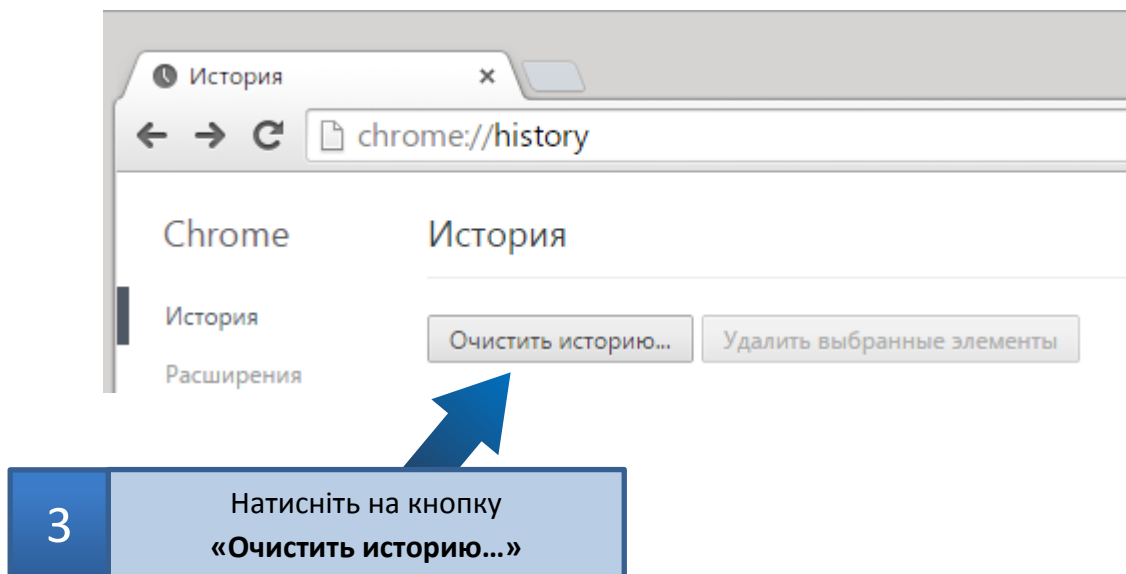 История
chrome://history
Chrome
История
История
Очистить историю... Удалить выбранные элементы
Расширения
3
Натисніть на кнопку
«Очистить историю…»